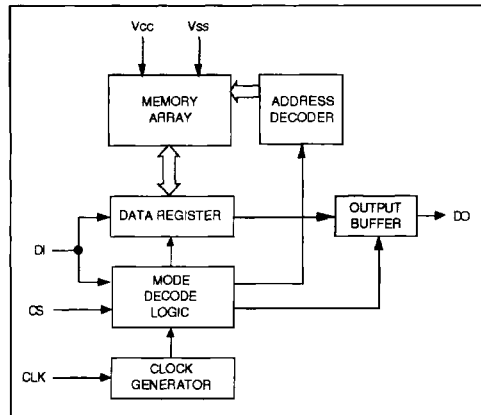 Vcc Vss
MEMORY
ARRAY
ADDRESS
DECODER
DATA REGISTER
OUTPUT
BUFFER
DO
DI
MODE
DECODE
LOGIC
CS
CLK
CLOCK
GENERATOR